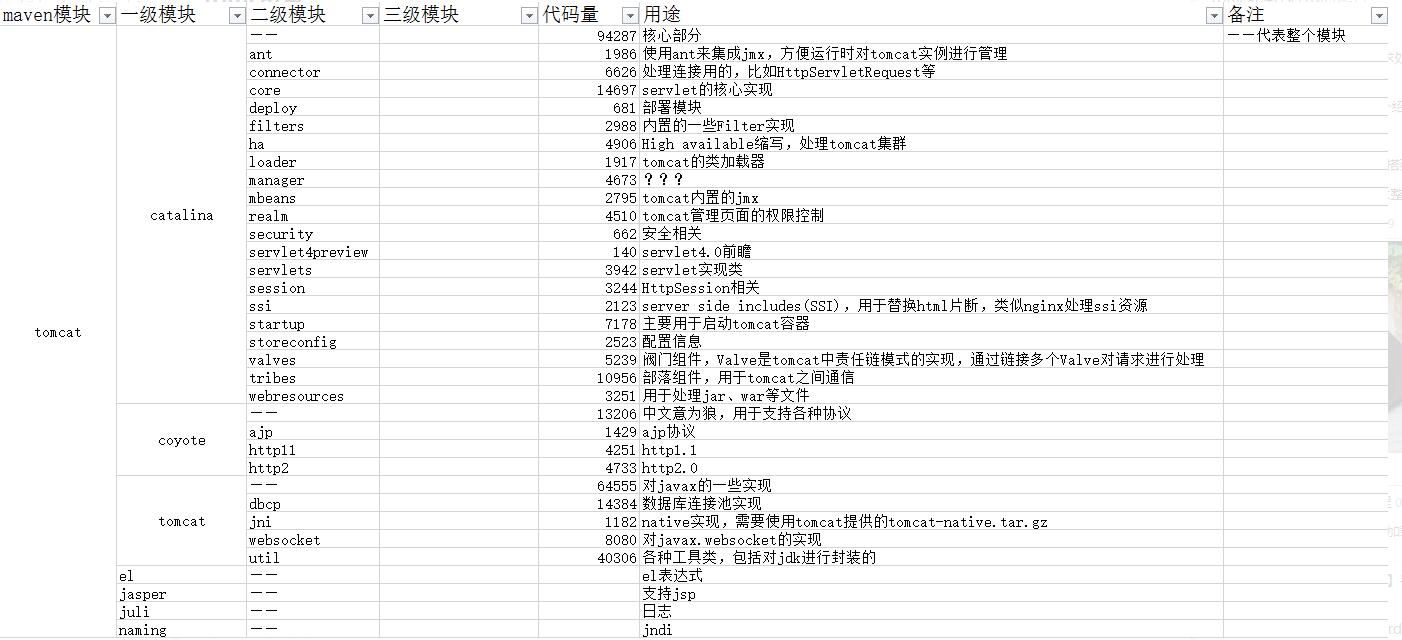 maven模块 一级模块 二级模块 三级模块 代码量 用途 备注
—— 94287 核心部分 ——代表整个模块
ant 1986 使用ant来集成jmx，方便运行时对tomcat实例进行管理
connector 6626 处理连接用的，比如HttpServletRequest等
core 14697 servlet的核心实现
deploy 681 部署模块
filters 2988 内置的一些Filter实现
ha 4906 High available缩写，处理tomcat集群
loader 1917 tomcat的类加载器
manager 4673 ？？？
mbeans 2795 tomcat内置的jmx
catalina realm 4510 tomcat管理页面的权限控制
security 662 安全相关
servlet4preview 140 servlet4.0前瞻
servlets 3942 servlet实现类
session 3244 HttpSession相关
ssi 2123 server side includes(SSI)，用于替换html片断，类似nginx处理ssi资源
startup 7178 主要用于启动tomcat容器
tomcat storeconfig 2523 配置信息
valves 5239 阀门组件，Valve是tomcat中责任链模式的实现，通过链接多个Valve对请求进行处理
tribes 10956 部落组件，用于tomcat之间通信
webresources 3251 用于处理jar、war等文件
—— 13206 中文意为狼，用于支持各种协议
coyote ajp 1429 ajp协议
http11 4251 http1.1
http2 4733 http2.0
—— 64555 对javax的一些实现
dbcp 14384 数据库连接池实现
tomcat jni 1182 native实现，需要使用tomcat提供的tomcat-native.tar.gz
websocket 8080 对javax.websocket的实现
util 40306 各种工具类，包括对jdk进行封装的
el —— el表达式
jasper —— 支持jsp
juli —— 日志
naming —— jndi